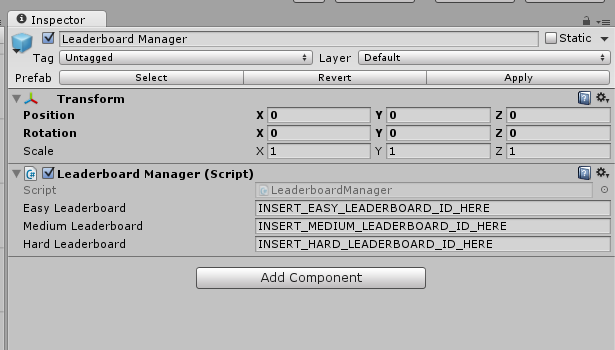 Inspector
Leaderboard Manager Static
Tag Untagged Layer Default
Prefab Select Revert Apply
Transform
Position X 0 Y 0 Z 0
Rotation X 0 Y 0 Z 0
Scale X 1 Y 1 Z 1
Leaderboard Manager (Script)
Script LeaderboardManager
Easy Leaderboard INSERT_EASY_LEADERBOARD_ID_HERE
Medium Leaderboard INSERT_MEDIUM_LEADERBOARD_ID_HERE
Hard Leaderboard INSERT_HARD_LEADERBOARD_ID_HERE
Add Component